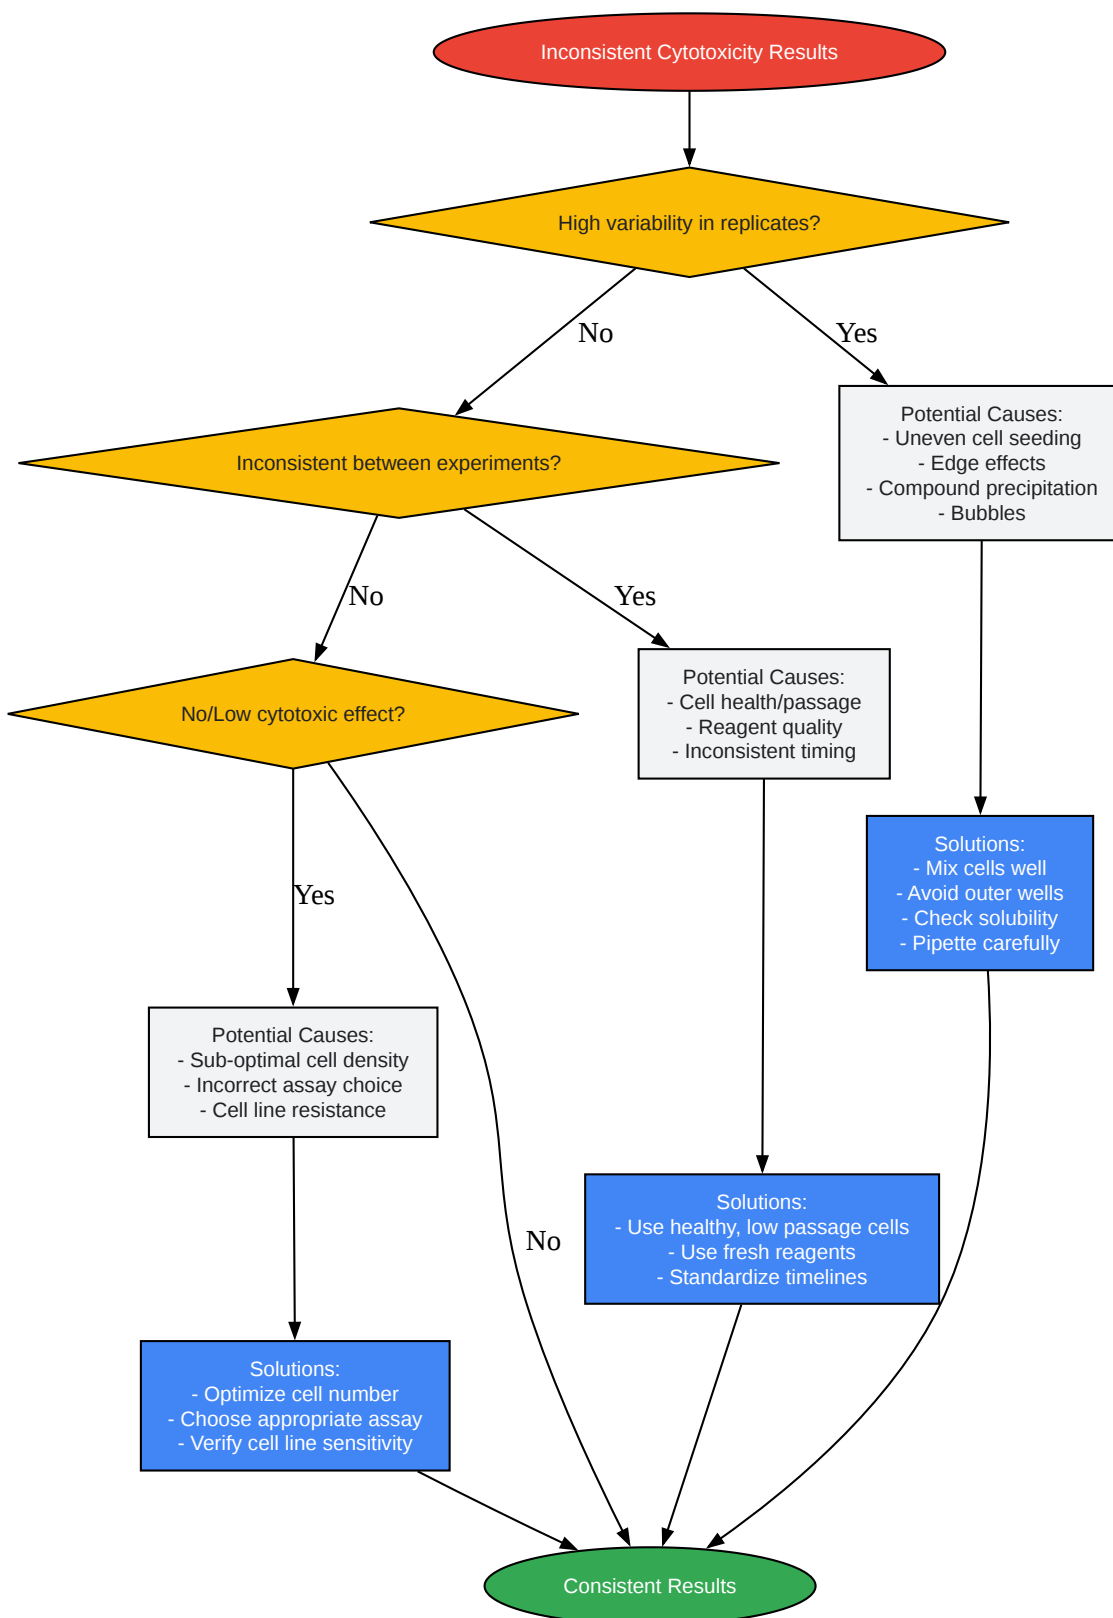 Inconsistent Cytotoxicity Results
High variability in replicates?
No
Yes
Potential Causes:
- Uneven cell seeding
- Edge effects
- Compound precipitation
- Bubbles
Inconsistent between experiments?
No
Yes
Potential Causes:
- Cell health/passage
- Reagent quality
- Inconsistent timing
No/Low cytotoxic effect?
Solutions:
- Mix cells well
- Avoid outer wells
- Check solubility
- Pipette carefully
Yes
Potential Causes:
- Sub-optimal cell density
- Incorrect assay choice
- Cell line resistance
No
Solutions:
- Use healthy, low passage cells
- Use fresh reagents
- Standardize timelines
Solutions:
- Optimize cell number
- Choose appropriate assay
- Verify cell line sensitivity
Consistent Results